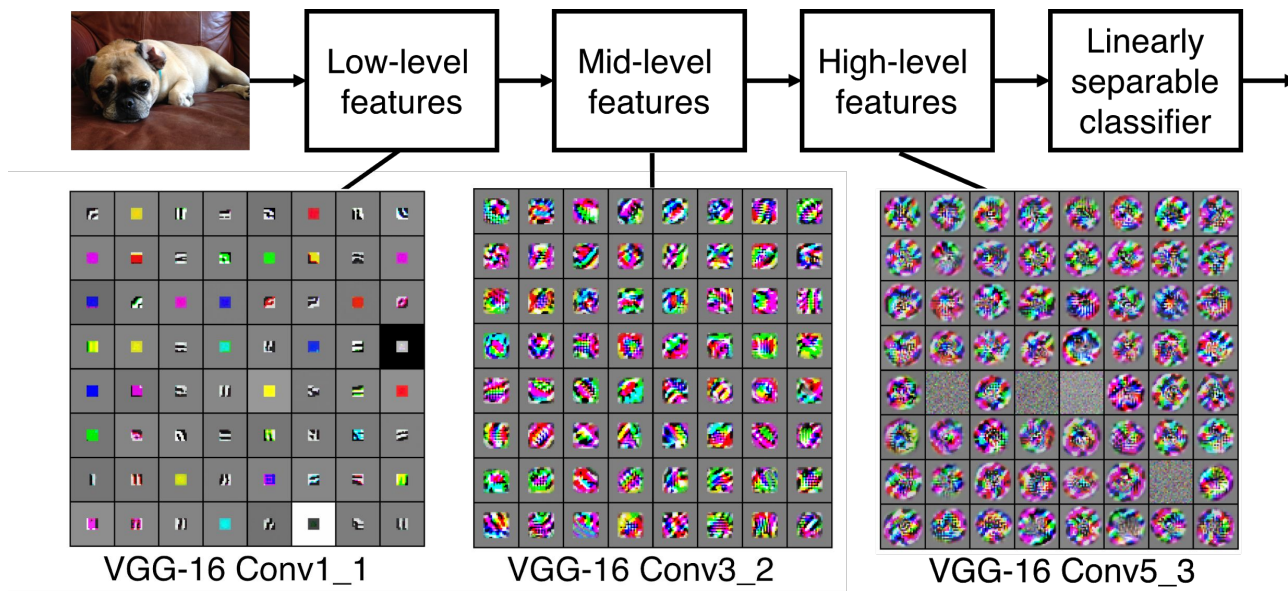 Low-level
features
Mid-level
features
High-level
features
Linearly
separable
classifier
VGG-16 Conv1_1
VGG-16 Conv3_2
VGG-16 Conv5_3